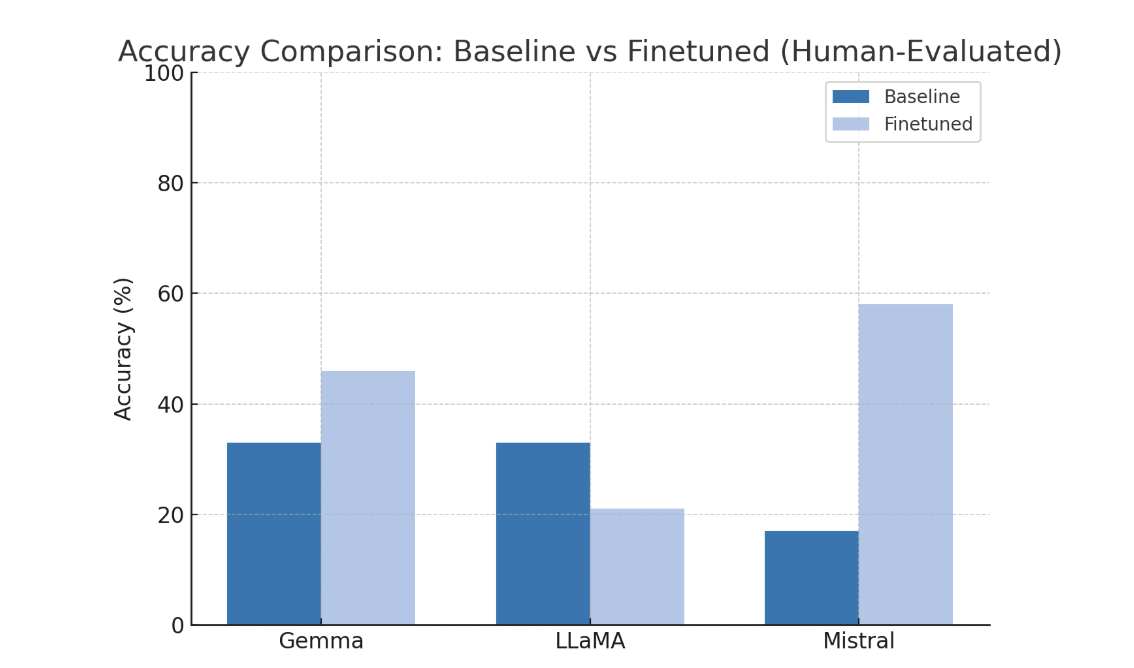 Accuracy Comparison: Baseline vs Finetuned (Human-Evaluated)
100
Baseline
Finetuned
80
60
Accuracy (%)
40
20
0
Gemma
LLaMA
Mistral